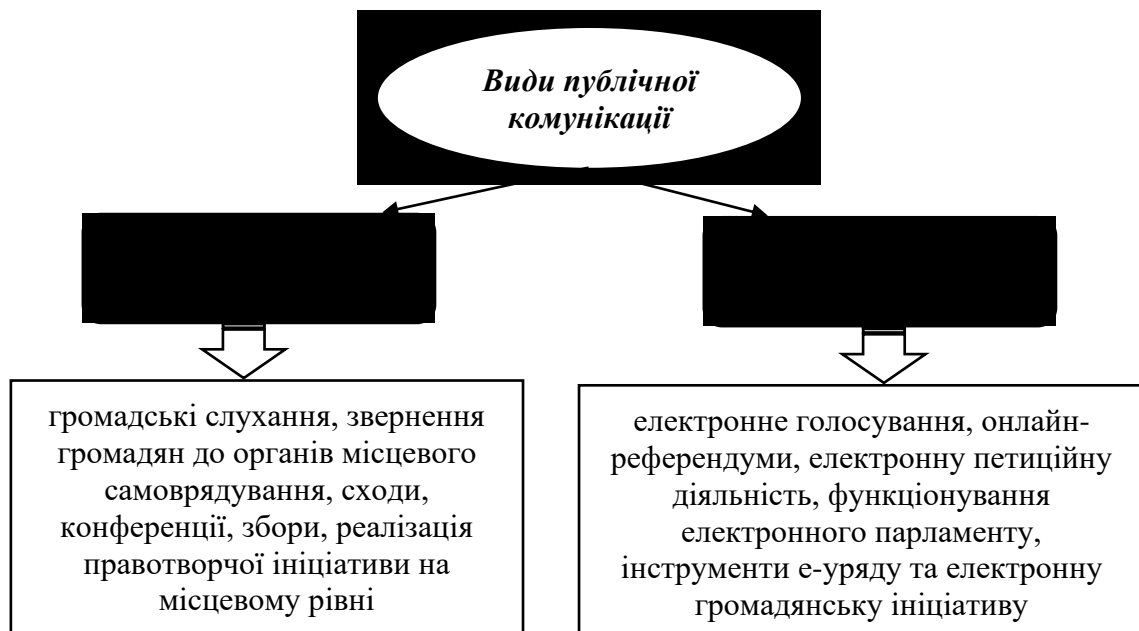 Види публічної
комунікації
громадські слухання, звернення
громадян до органів місцевого
самоврядування, сходи,
конференції, збори, реалізація
правотворчої ініціативи на
місцевому рівні
електронне голосування, онлайн-
референдуми, електронну петиційну
діяльність, функціонування
електронного парламенту,
інструменти е-уряду та електронну
громадянську ініціативу